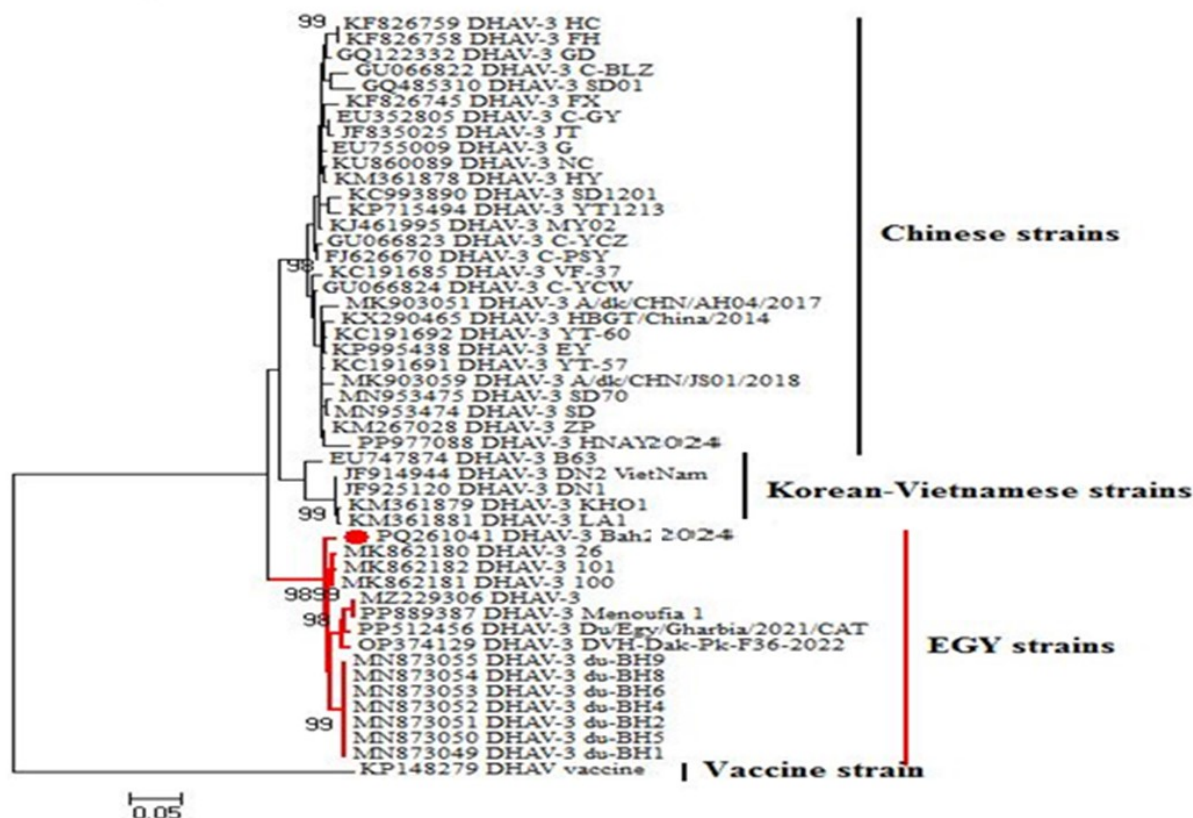 99
KF826759 DHAV-3 HC
KF826758 DHAV-3 FH
GQ122332 DHAV-3 GD
GU066822 DHAV-3 C-BLZ
GQ485310 DHAV-3 SD01
KF826745 DHAV-3 FX
EU352805 DHAV-3 C-GY
JF835025 DHAV-3 JT
EU755009 DHAV-3 G
KU860089 DHAV-3 NC
KM361878 DHAV-3 HY
KC993890 DHAV-3 SD1201
KP715494 DHAV-3 YT1213
KJ461995 DHAV-3 MY02
Chinese strains
GU066823 DHAV-3 C-YCZ
FJ626670 DHAV-3 C-PSY
98
KC191685 DHAV-3 VF-37
GU066824 DHAV-3 C-YCW
MK903051 DHAV-3 A/dk/CHN/AH04/2017
KX290465 DHAV-3 HBGT/China/2014
KC191692 DHAV-3 YT-60
KP995438 DHAV-3 EY
KC191691 DHAV-3 YT-57
MK903059 DHAV-3 A/dk/CHN/JS01/2018
MN953475 DHAV-3 SD70
MN953474 DHAV-3 SD
KM267028 DHAV-3 ZP
PP977088 DHAV-3 HNAY2024
EU747874 DHAV-3 B63
JF914944 DHAV-3 DN2 VietNam
JF925120 DHAV-3 DN1
Korean-Vietnamese strains
KM361879 DHAV-3 KHO1
99
KM361881 DHAV-3 LA1
PQ261041 DHAV-3 2024
MK862180 DHAV-3 26
MK862182 DHAV-3 101
MK862181 DHAV-3 100
9899
MZ229306 DHAV-3
PP889387 DHAV-3 Menoufia 1
98
PP512456 DHAV-3 Du/Egy/Gharbia/2021/CAT
OP374129 DHAV-3 DVH-Dak-Pk-F36-2022
EGY strains
MN873055 DHAV-3 du-BH9
MN873054 DHAV-3 du-BH8
MN873053 DHAV-3 du-BH6
MN873052 DHAV-3 du-BH4
99
MN873051 DHAV-3 du-BH2
MN873050 DHAV-3 du-BH5
MN873049 DHAV-3 du-BH1
KP148279 DHAV vaccine
Vaccine strain
0.05